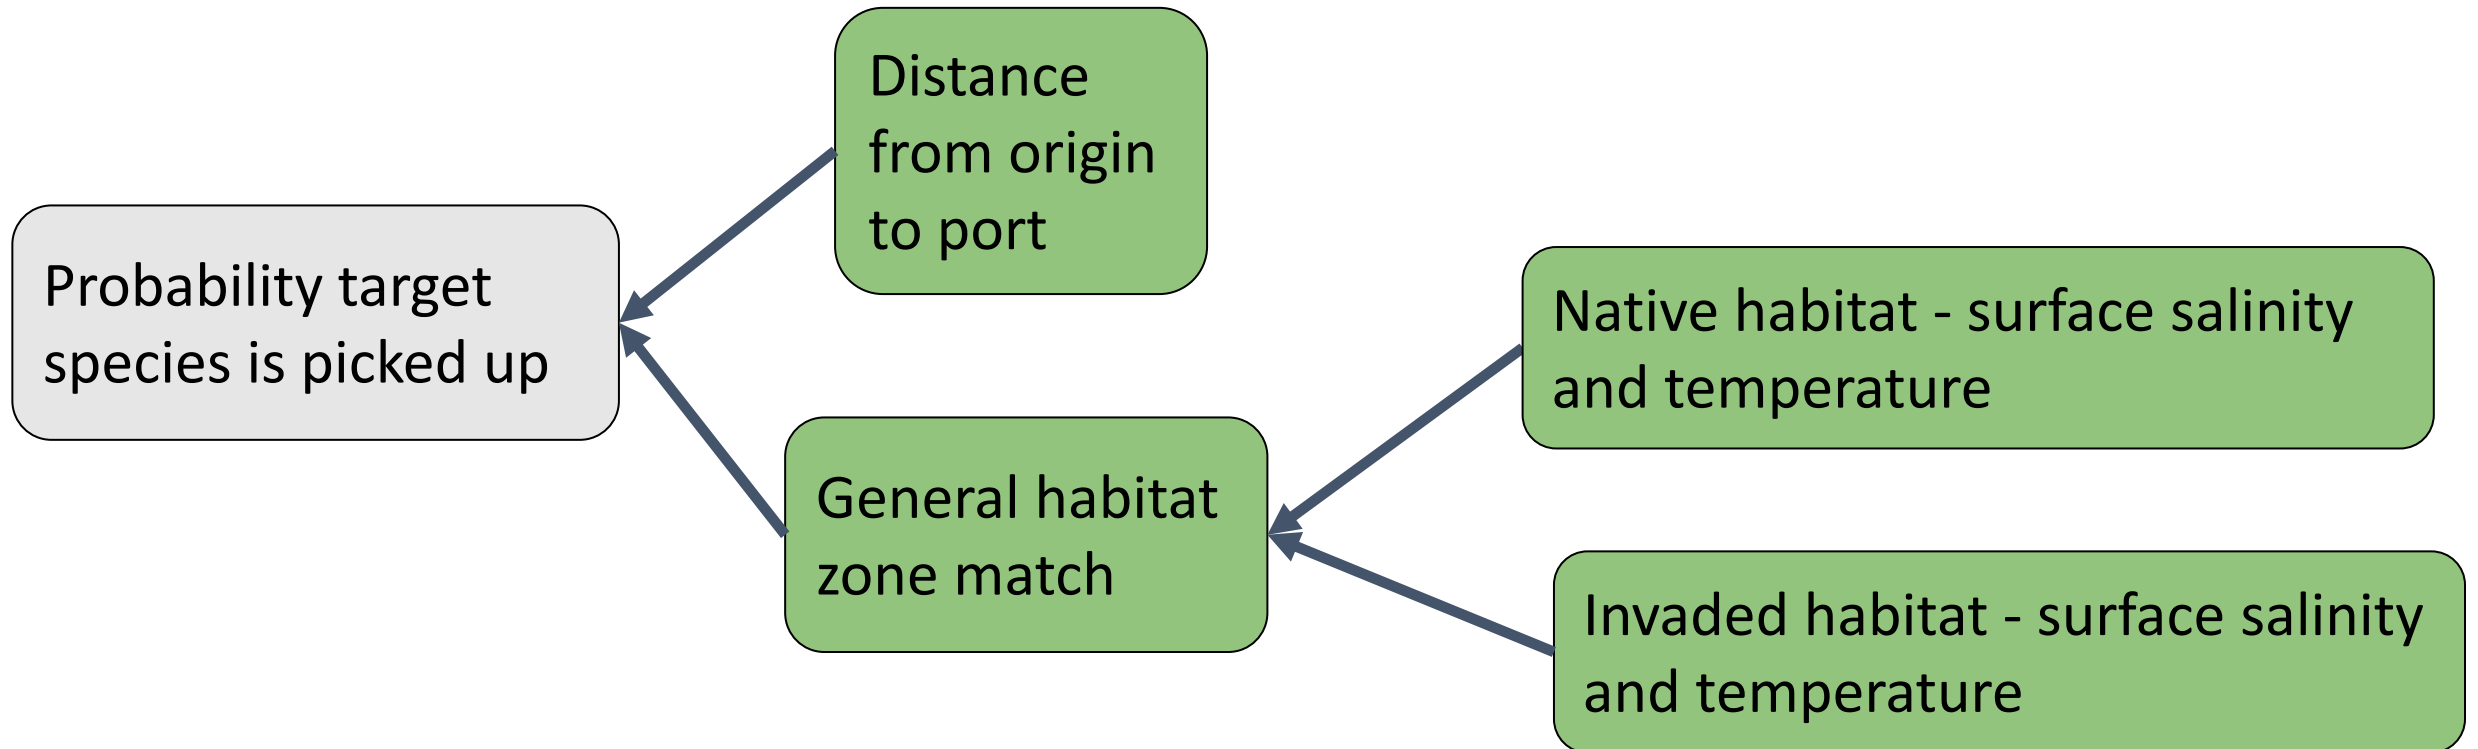 Distance
from origin
to port
Probability target
species is picked up
Native habitat - surface salinity
and temperature
General habitat
zone match
Invaded habitat - surface salinity
and temperature